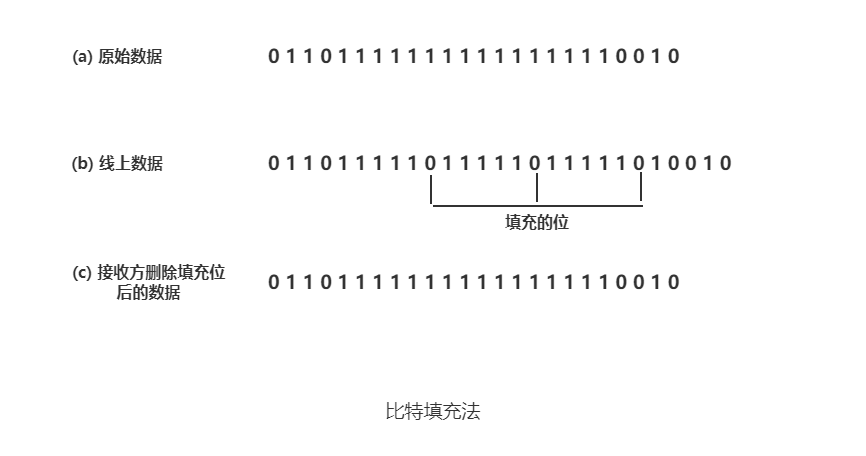 (a) 原始数据 0 1 1 0 1 1 1 1 1 1 1 1 1 1 1 1 1 1 1 1 0 0 1 0
(b) 线上数据 0 1 1 0 1 1 1 1 1 0 1 1 1 1 1 0 1 1 1 1 1 0 1 0 0 1 0
填充的位
(c) 接收方删除填充位 0 1 1 0 1 1 1 1 1 1 1 1 1 1 1 1 1 1 1 1 0 0 1 0
后的数据
比特填充法